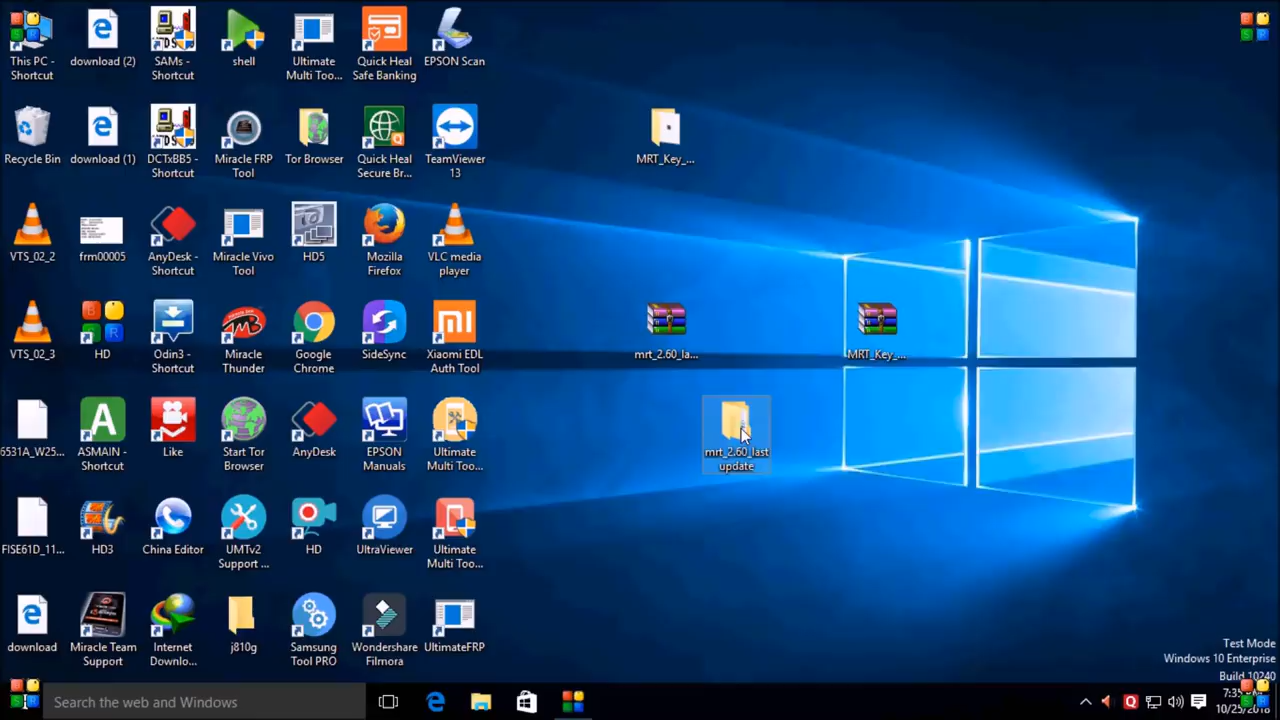 This PC -
Shortcut
download (2)
SAMs -
Shortcut
shell
Ultimate
Multi Too...
Quick Heal
Safe Banking
EPSON Scan
Recycle Bin
download (1)
DCTxBB5 -
Shortcut
Miracle FRP
Tool
Tor Browser
Quick Heal
Secure Br...
TeamViewer
13
MRT_Key_...
VTS_02_2
frm00005
AnyDesk -
Shortcut
Miracle Vivo
Tool
HD5
Mozilla
Firefox
VLC media
player
VTS_02_3
HD
Odin3 -
Shortcut
Miracle
Thunder
Google
Chrome
SideSync
Xiaomi EDL
Auth Tool
mrt_2.60_la...
MRT_Key_...
6531A_W25...
ASMAIN -
Shortcut
Like
Start Tor
Browser
AnyDesk
EPSON
Manuals
Ultimate
Multi Too...
mrt_2.60_last
update
FISE61D_11...
HD3
China Editor
UMTv2
Support ...
HD
UltraViewer
Ultimate
Multi Too...
download
Miracle Team
Support
Internet
Downlo...
j810g
Samsung
Tool PRO
Wondershare
Filmora
UltimateFRP
Test Mode
Windows 10 Enterprise
Build 10240
Search the web and Windows
10/25/2018